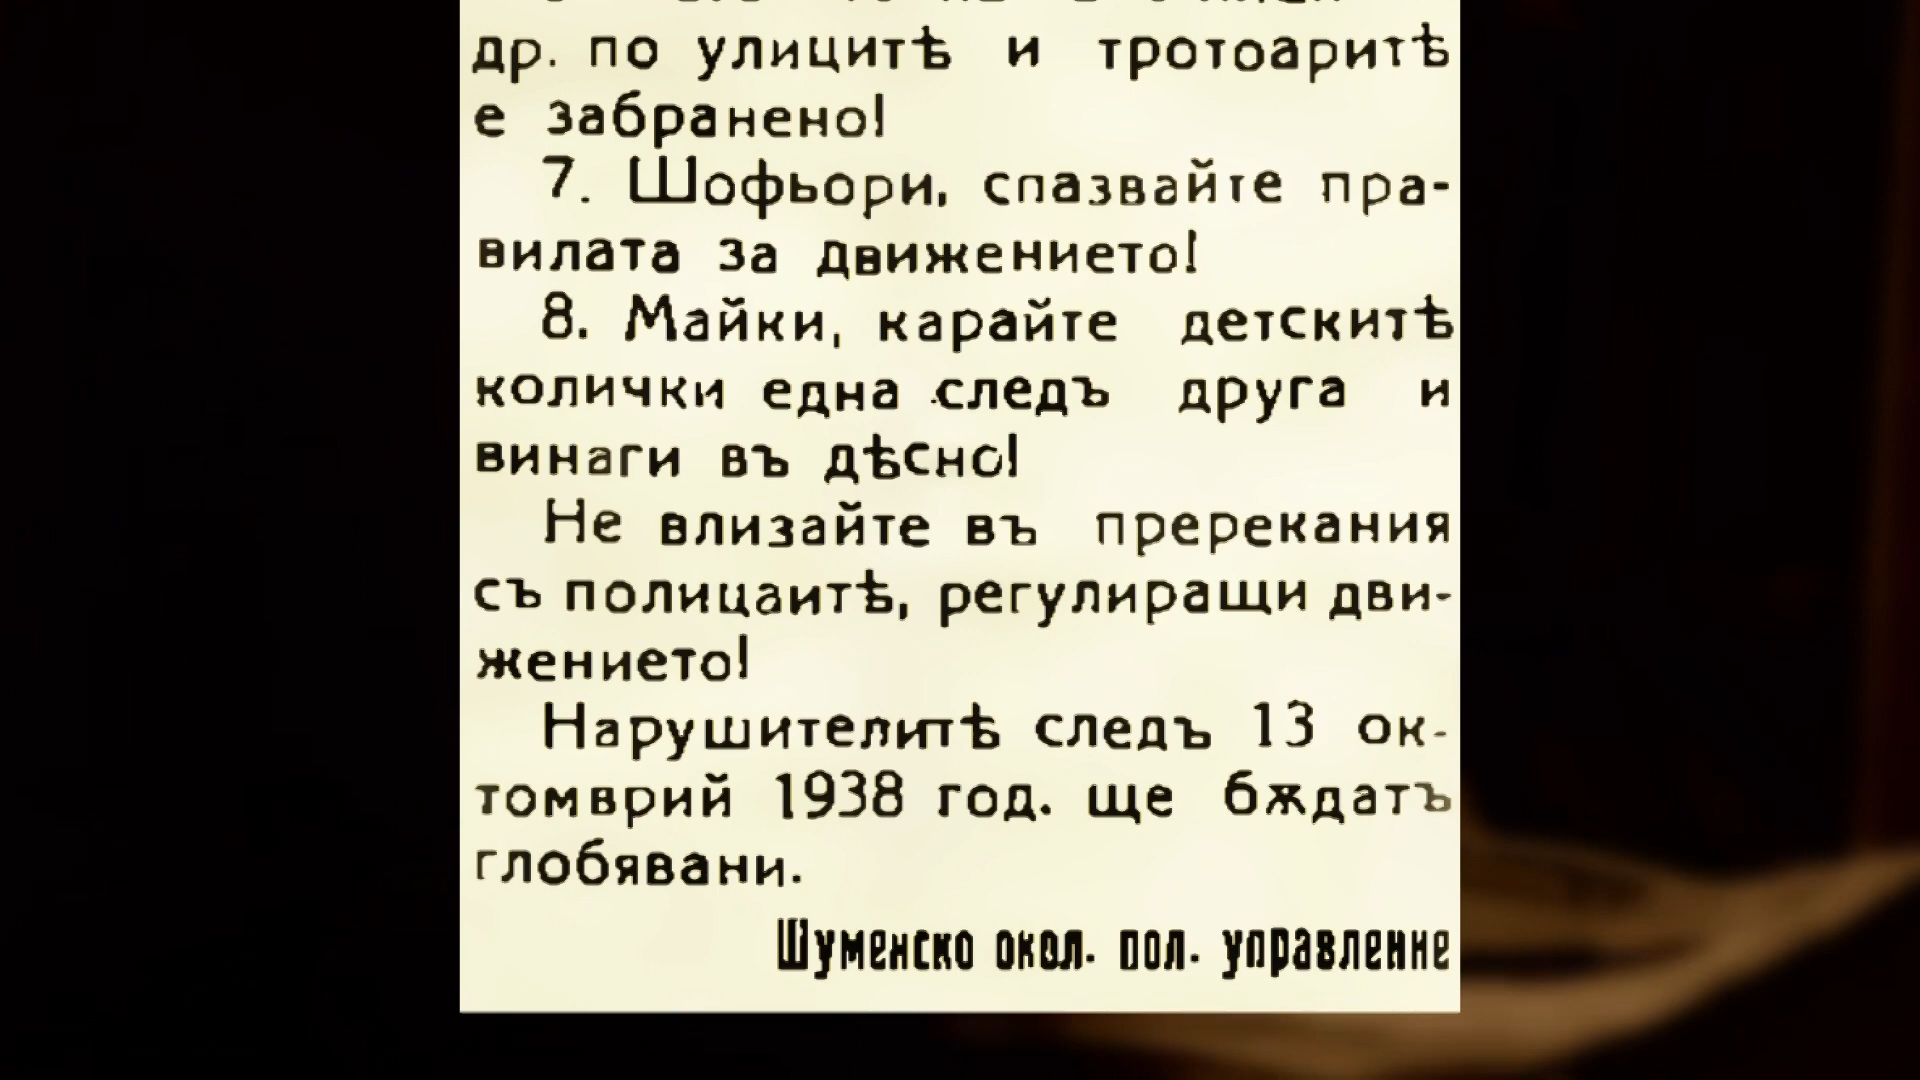 др. по улицитѣ и тротоаритѣ
е забранено!
7. Шофьори, спазвайте пра-
вилата за движението!
8. Майки, карайте детскитѣ
колички една следъ друга и
винаги въ дѣсно!
Не влизайте въ пререкания
съ полицаитѣ, регулиращи дви-
жението!
Нарушителитѣ следъ 13 ок-
томврий 1938 год. ще бѫдатъ
глобявани.
Шуменско окол. пол. управление